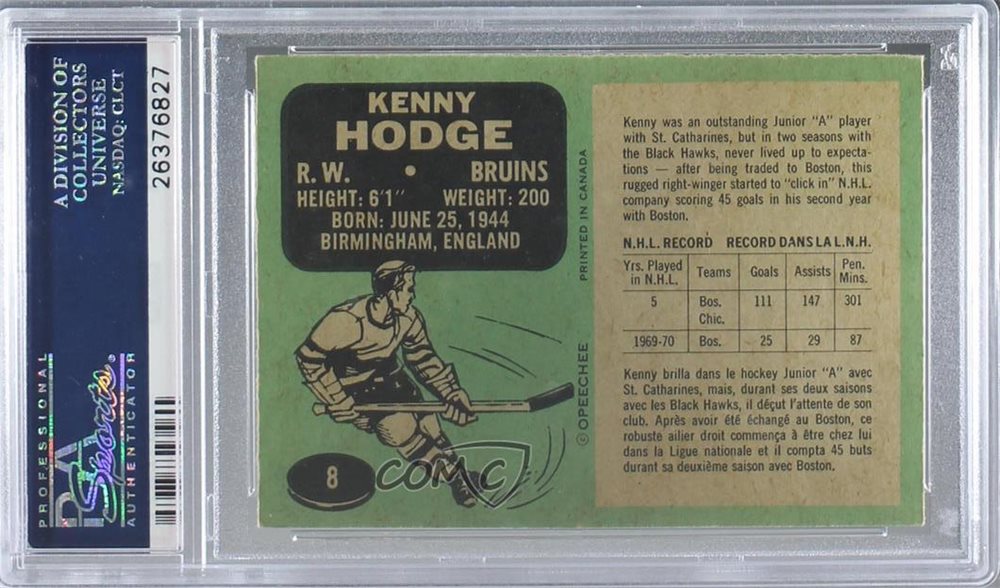 A DIVISION OF
COLLECTORS
UNIVERSE
NASDAQ: CLCT
26376827
PROFESSIONAL
PSA
Sports
AUTHENTICATOR
KENNY
HODGE
R. W. • BRUINS
HEIGHT: 6'1" WEIGHT: 200
BORN: JUNE 25, 1944
BIRMINGHAM, ENGLAND
8
© OPEECHEE PRINTED IN CANADA
Kenny was an outstanding Junior "A" player
with St. Catharines, but in two seasons with
the Black Hawks, never lived up to expecta-
tions — after being traded to Boston, this
rugged right-winger started to "click in" N.H.L.
company scoring 45 goals in his second year
with Boston.
N.H.L. RECORD RECORD DANS LA L.N.H.
Yrs. Played in N.H.L. Teams Goals Assists Pen. Mins.
5 Bos. Chic. 111 147 301
1969-70 Bos. 25 29 87
Kenny brilla dans le hockey Junior "A" avec
St. Catharines, mais, durant ses deux saisons
avec les Black Hawks, il déçut l'attente de son
club. Après avoir été échangé au Boston, ce
robuste ailier droit commença à être chez lui
dans la Ligue nationale et il compta 45 buts
durant sa deuxième saison avec Boston.
COMC